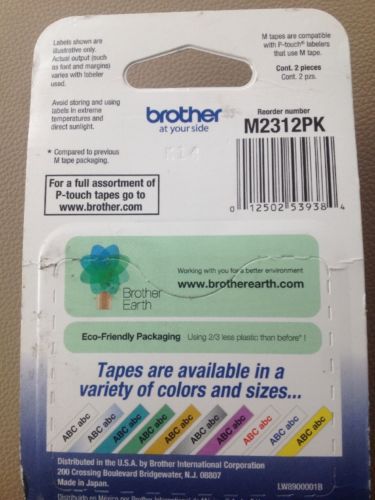 Labels shown are
illustrative only.
Actual output (such
as font and margins)
varies with labeler
used.
Avoid storing and using
labels in extreme
temperatures and
direct sunlight.
* Compared to previous
M tape packaging.
M tapes are compatible
with P-touch® labelers
that use M tape.
Cont. 2 pieces
Cont. 2 pzs.
brother
at your side
Reorder number
M2312PK
0 12502 53938 4
For a full assortment of
P-touch tapes go to
www.brother.com
Brother
Earth
Working with you for a better environment
www.brotherearth.com
Eco-Friendly Packaging Using 2/3 less plastic than before* !
Tapes are available in a
variety of colors and sizes...
ABC abc
ABC abc
ABC abc
ABC abc
ABC abc
ABC abc
ABC abc
ABC abc
ABC abc
Distributed in the U.S.A. by Brother International Corporation
200 Crossing Boulevard Bridgewater, N.J. 08807
Made in Japan.
LW8900001B